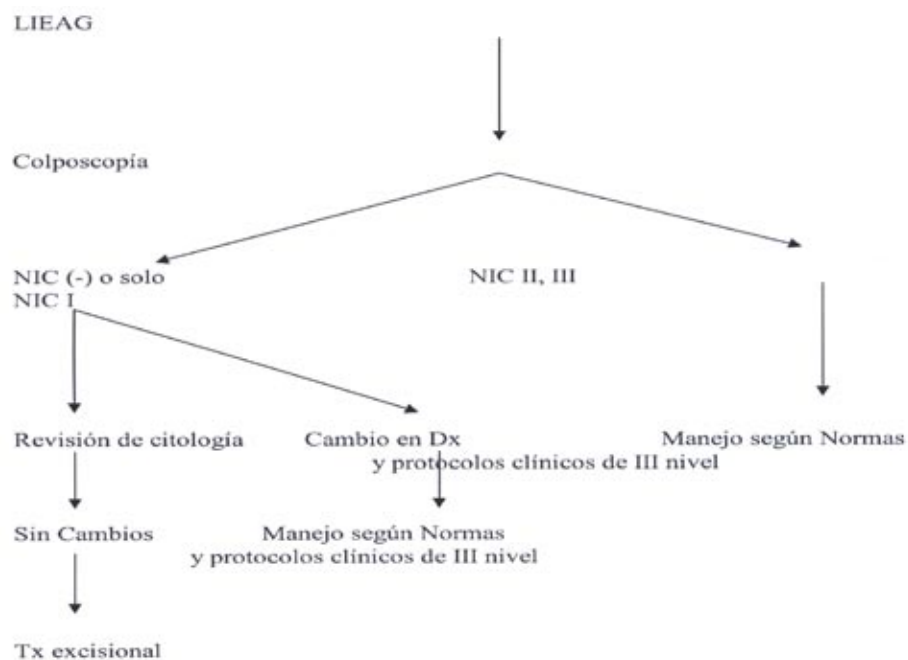 LIEAG
Colposcopía
NIC (-) o solo NIC II, III
NIC I
Revisión de citología Cambio en Dx Manejo según Normas
y protocolos clínicos de III nivel
Sin Cambios Manejo según Normas
y protocolos clínicos de III nivel
Tx excisional